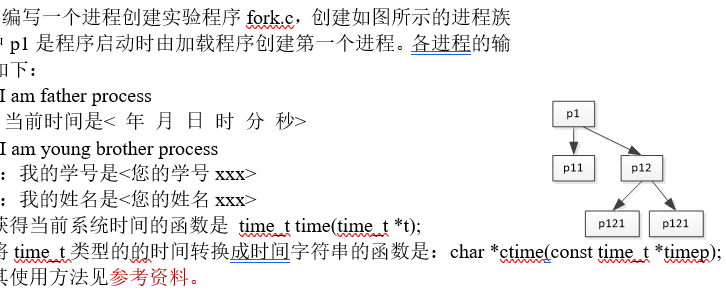 编写一个进程创建实验程序 fork.c，创建如图所示的进程族
p1 是程序启动时由加载程序创建第一个进程。各进程的输
如下：
I am father process
当前时间是< 年 月 日 时 分 秒>
I am young brother process
：我的学号是<您的学号 xxx>
：我的姓名是<您的姓名 xxx>
获得当前系统时间的函数是 time_t time(time_t *t);
将 time_t 类型的的时间转换成时间字符串的函数是：char *ctime(const time_t *timep);
其使用方法见参考资料。
p1
p11 p12
p121 p121